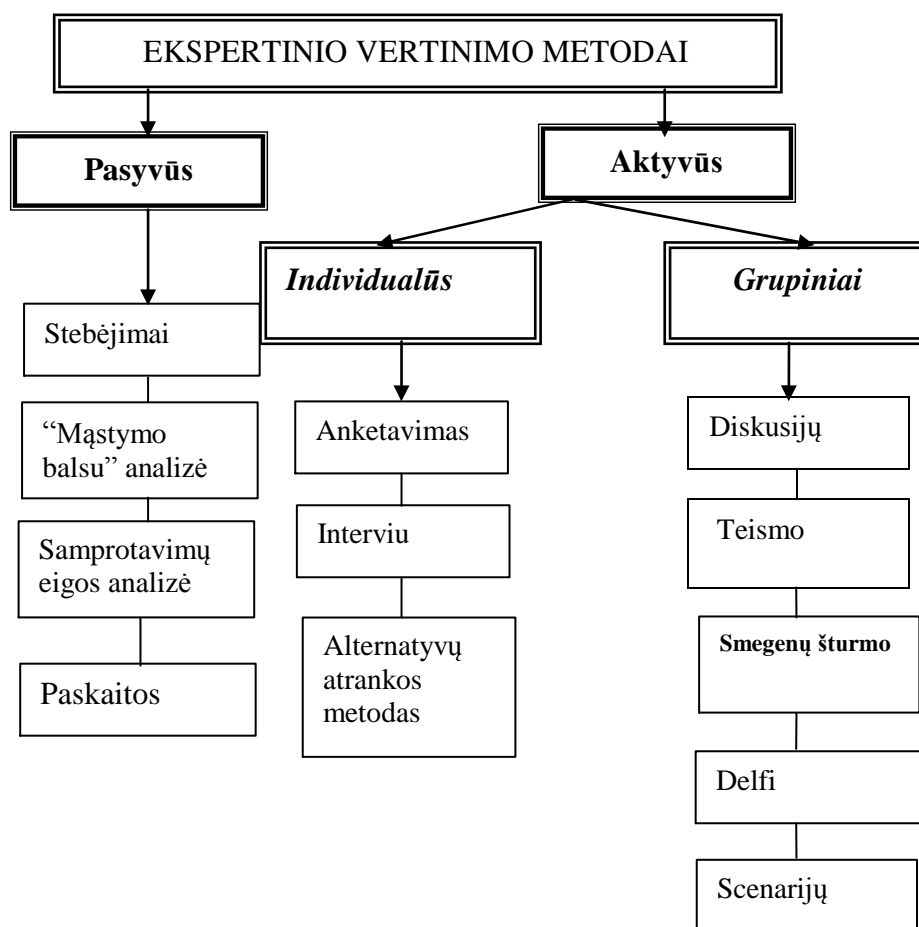 EKSPERTINIO VERTINIMO METODAI
Pasyvūs
Aktyvūs
Individualūs
Grupiniai
Stebėjimai
“Mąstymo
balsu” analizė
Samprotavimų
eigos analizė
Paskaitos
Anketavimas
Interviu
Alternatyvų
atrankos
metodas
Diskusijų
Teismo
Smegenų šturmo
Delfi
Scenarijų